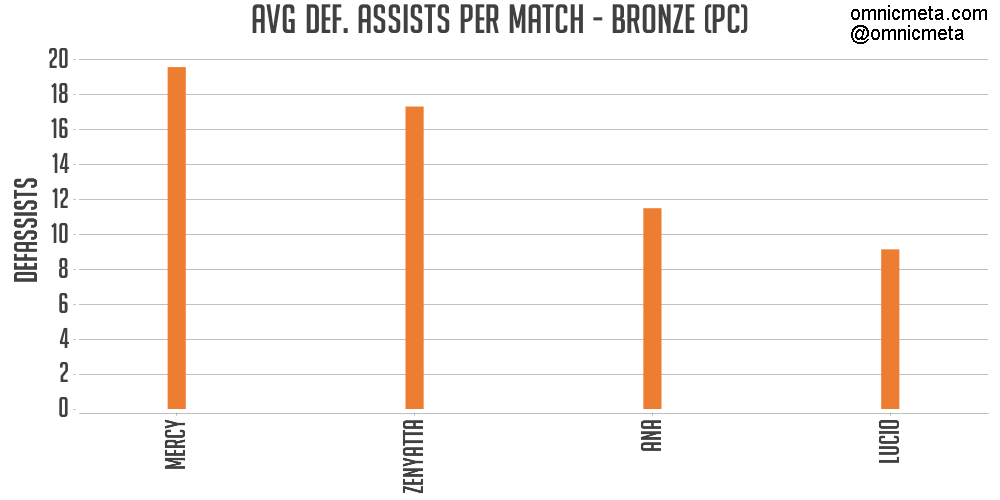 AVG DEF. ASSISTS PER MATCH - BRONZE (PC)
omnicmeta.com
@omnicmeta
DEFASSISTS
20
18
16
14
12
10
8
6
4
2
0
MERCY
ZENYATTA
ANA
LUCIO